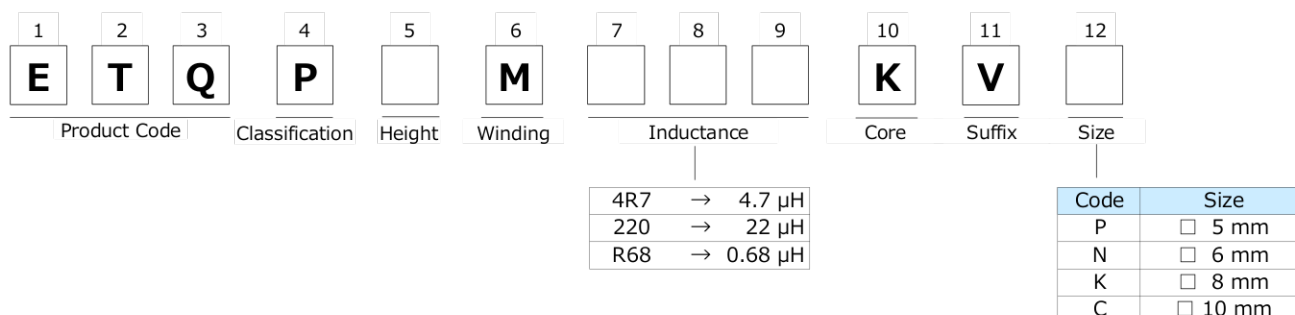 1 2 3 4 5 6 7 8 9 10 11 12
E T Q P M K V
Product Code Classification Height Winding Inductance Core Suffix Size
4R7 → 4.7 µH
220 → 22 µH
R68 → 0.68 µH
Code Size
P □ 5 mm
N □ 6 mm
K □ 8 mm
C □ 10 mm